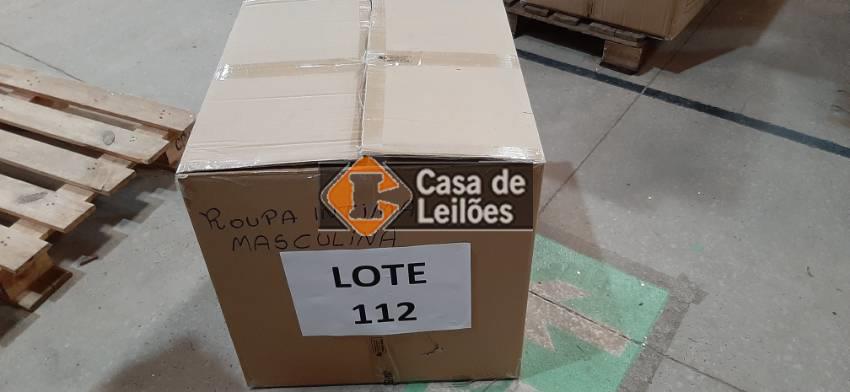 Casa de
Leilões
ROUPA
MASCULINA
LOTE
112